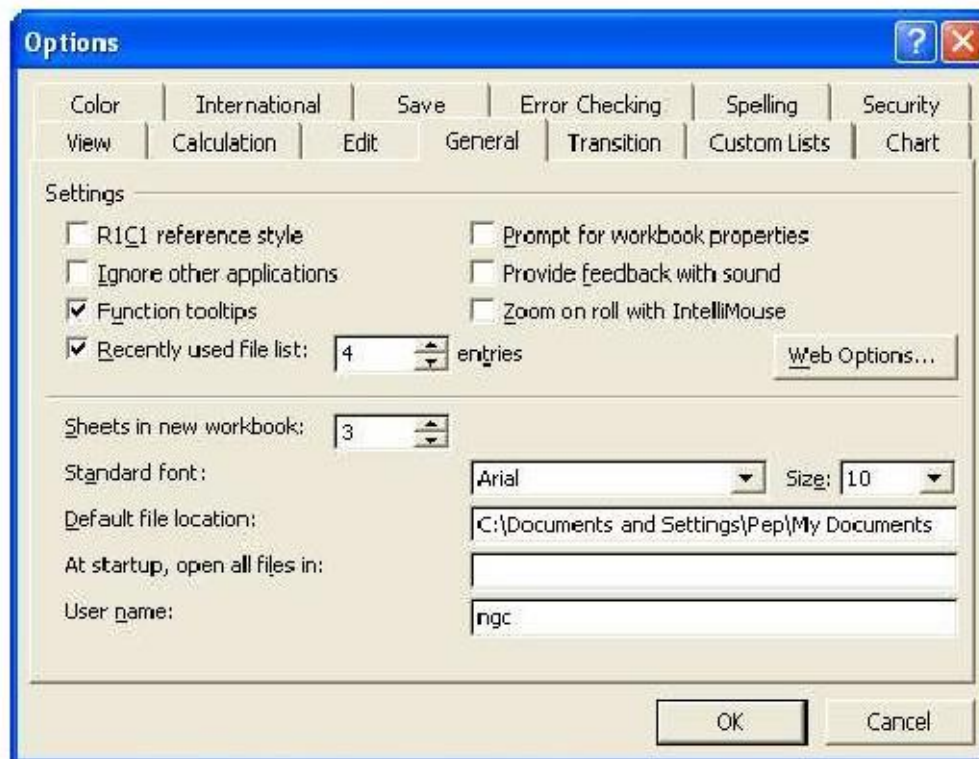 Options
Color International Save Error Checking Spelling Security
View Calculation Edit General Transition Custom Lists Chart
Settings
R1C1 reference style Prompt for workbook properties
Ignore other applications Provide feedback with sound
Function tooltips Zoom on roll with IntelliMouse
Recently used file list: 4 entries Web Options...
Sheets in new workbook: 3
Standard font: Arial Size: 10
Default file location: C:\Documents and Settings\Pep\My Documents
At startup, open all files in:
User name: ngc
OK Cancel